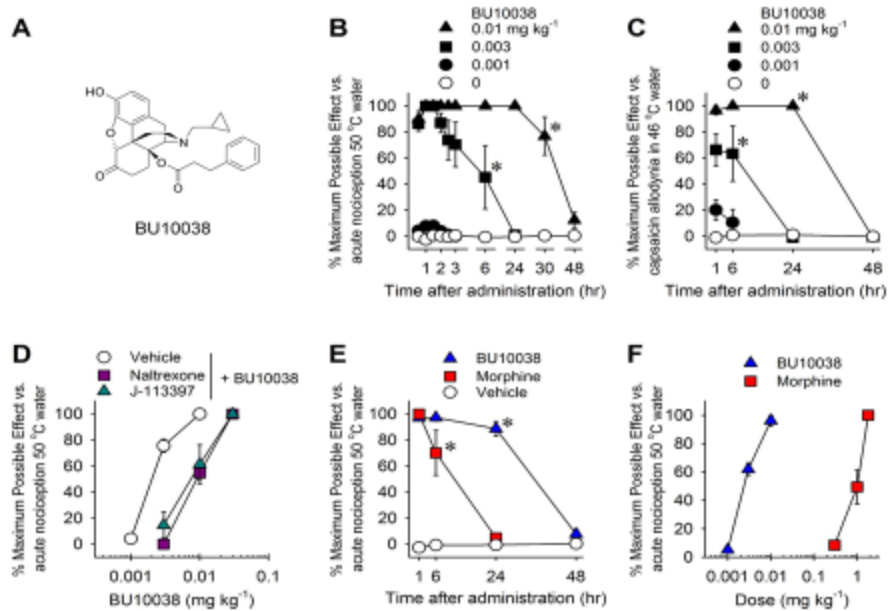 A
HO
O
N
O
O
O
BU10038
B
BU10038
0.01 mg kg⁻¹
0.003
0.001
0
% Maximum Possible Effect vs.
acute nociception 50 °C water
100
80
60
40
20
0
*
*
1 2 3 6 24 30 48
Time after administration (hr)
C
BU10038
0.01 mg kg⁻¹
0.003
0.001
0
% Maximum Possible Effect vs.
capsaicin allodynia in 46 °C water
100
80
60
40
20
0
*
*
1 6 24 48
Time after administration (hr)
D
Vehicle
Naltrexone
J-113397
+ BU10038
% Maximum Possible Effect vs.
acute nociception 50 °C water
100
80
60
40
20
0
0.001 0.01 0.1
BU10038 (mg kg⁻¹)
E
BU10038
Morphine
Vehicle
% Maximum Possible Effect vs.
acute nociception 50 °C water
100
80
60
40
20
0
*
*
1 6 24 48
Time after administration (hr)
F
BU10038
Morphine
% Maximum Possible Effect vs.
acute nociception 50 °C water
100
80
60
40
20
0
0.001 0.01 0.1 1
Dose (mg kg⁻¹)